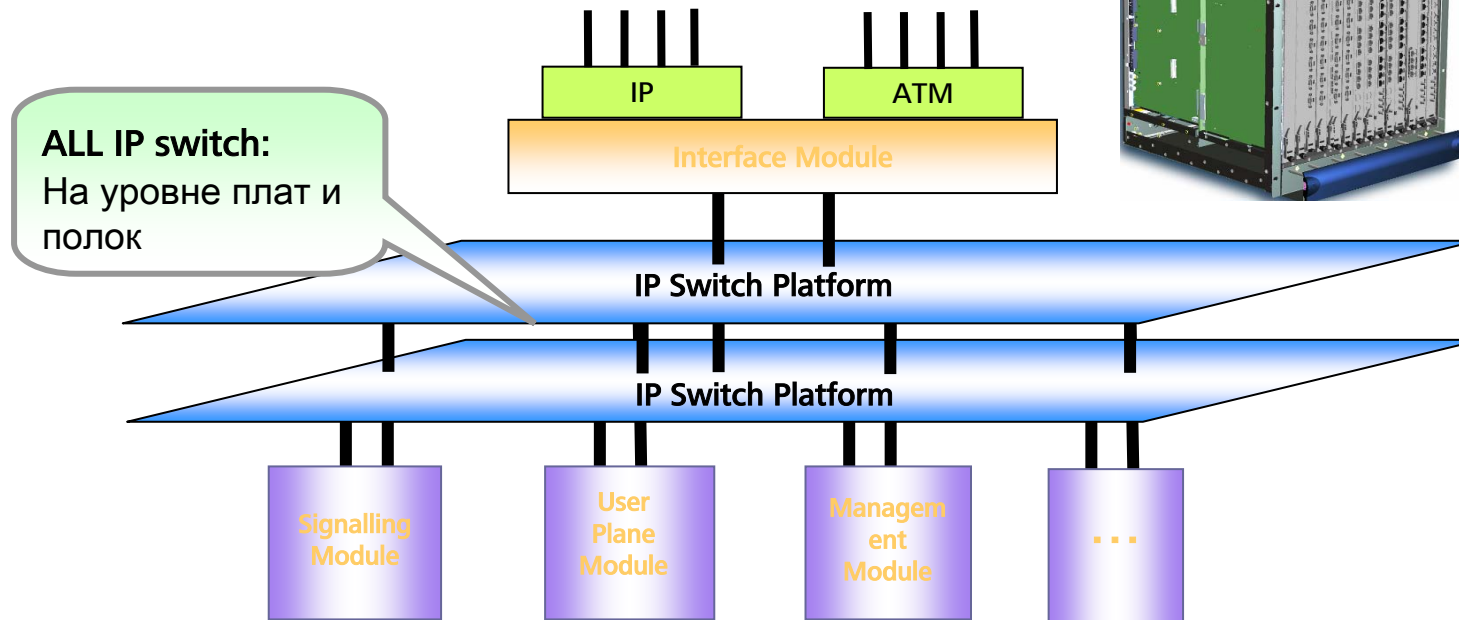 IP
ATM
ALL IP switch:
На уровне плат и
полок
Interface Module
IP Switch Platform
IP Switch Platform
Signalling
Module
User
Plane
Module
Managem
ent
Module
...